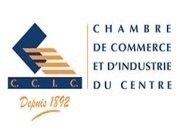 C. C. I. C.
Depuis 1892
CHAMBRE
DE COMMERCE
ET D'INDUSTRIE
DU CENTRE